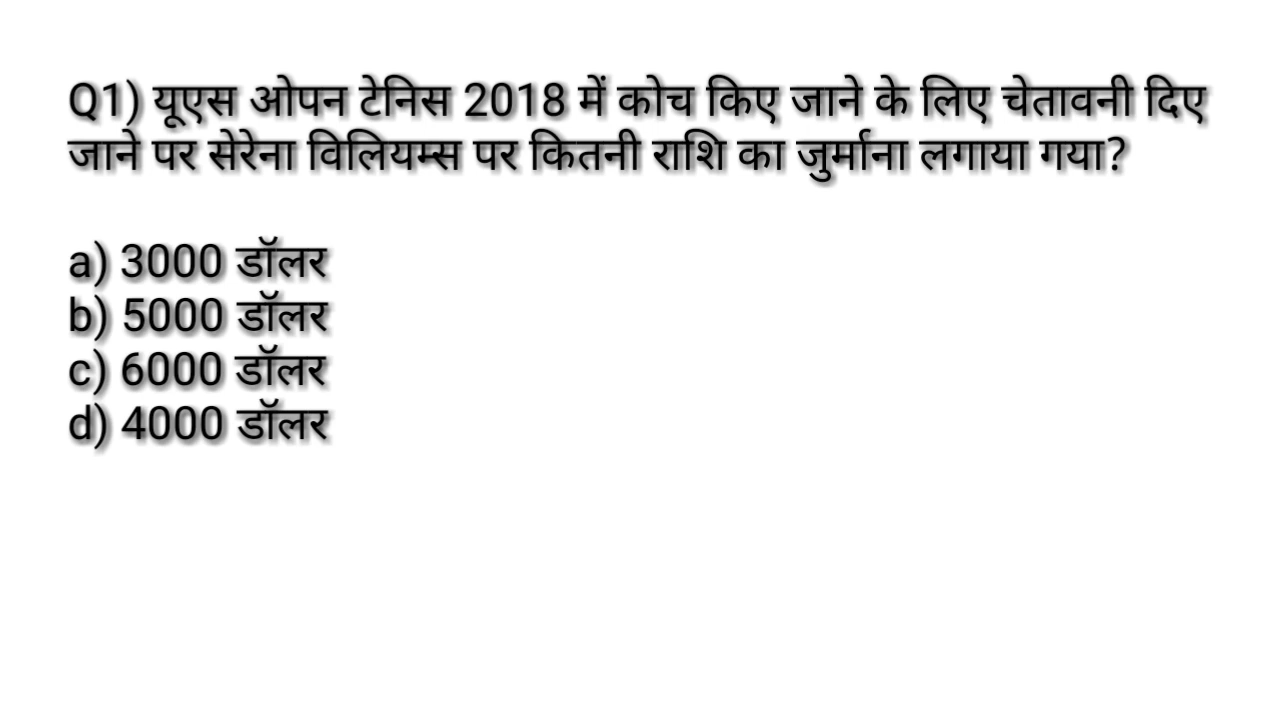 Q1) यूएस ओपन टेनिस 2018 में कोच किए जाने के लिए चेतावनी दिए
जाने पर सेरेना विलियम्स पर कितनी राशि का जुर्माना लगाया गया?
a) 3000 डॉलर
b) 5000 डॉलर
c) 6000 डॉलर
d) 4000 डॉलर